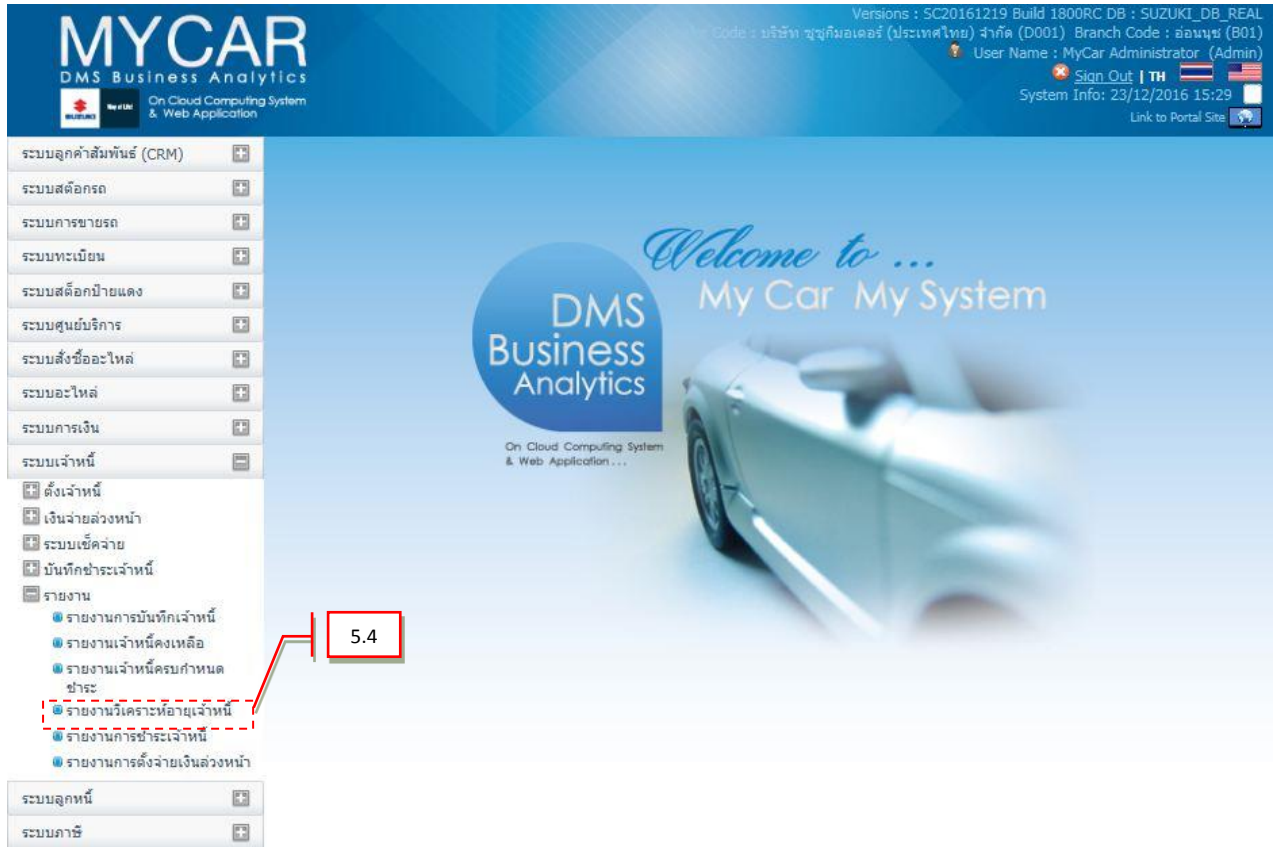 MYCAR
DMS Business Analytics
SUZUKI Way of Life!
On Cloud Computing System
& Web Application
Versions : SC20161219 Build 1800RC DB : SUZUKI_DB_REAL
Code : บริษัท ซูซูกิมอเตอร์ (ประเทศไทย) จำกัด (D001) Branch Code : อ่อนนุช (B01)
User Name : MyCar Administrator (Admin)
Sign Out | TH
System Info: 23/12/2016 15:29
Link to Portal Site
ระบบลูกค้าสัมพันธ์ (CRM)
ระบบสต๊อกรถ
ระบบการขายรถ
ระบบทะเบียน
ระบบสต็อกป้ายแดง
ระบบศูนย์บริการ
ระบบสั่งซื้ออะไหล่
ระบบอะไหล่
ระบบการเงิน
ระบบเจ้าหนี้
ตั้งเจ้าหนี้
เงินจ่ายล่วงหน้า
ระบบเช็คจ่าย
บันทึกชำระเจ้าหนี้
รายงาน
รายงานการบันทึกเจ้าหนี้
รายงานเจ้าหนี้คงเหลือ
รายงานเจ้าหนี้ครบกำหนด
ชำระ
รายงานวิเคราะห์อายุเจ้าหนี้
รายงานการชำระเจ้าหนี้
รายงานการตั้งจ่ายเงินล่วงหน้า
ระบบลูกหนี้
ระบบภาษี
5.4
Welcome to ...
My Car My System
DMS
Business
Analytics
On Cloud Computing System
& Web Application...